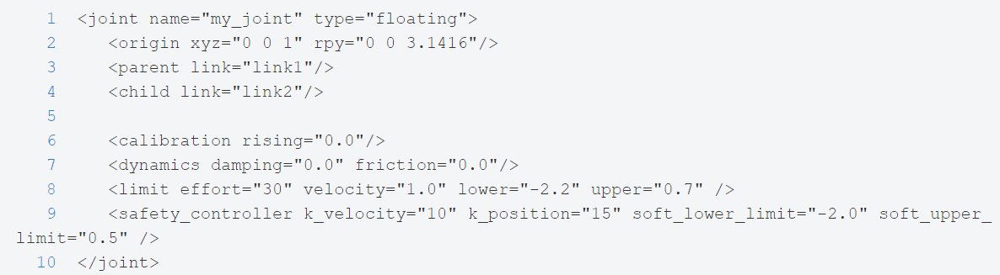 1 <joint name="my_joint" type="floating">
2 <origin xyz="0 0 1" rpy="0 0 3.1416"/>
3 <parent link="link1"/>
4 <child link="link2"/>
5
6 <calibration rising="0.0"/>
7 <dynamics damping="0.0" friction="0.0"/>
8 <limit effort="30" velocity="1.0" lower="-2.2" upper="0.7" />
9 <safety_controller k_velocity="10" k_position="15" soft_lower_limit="-2.0" soft_upper_
limit="0.5" />
10 </joint>